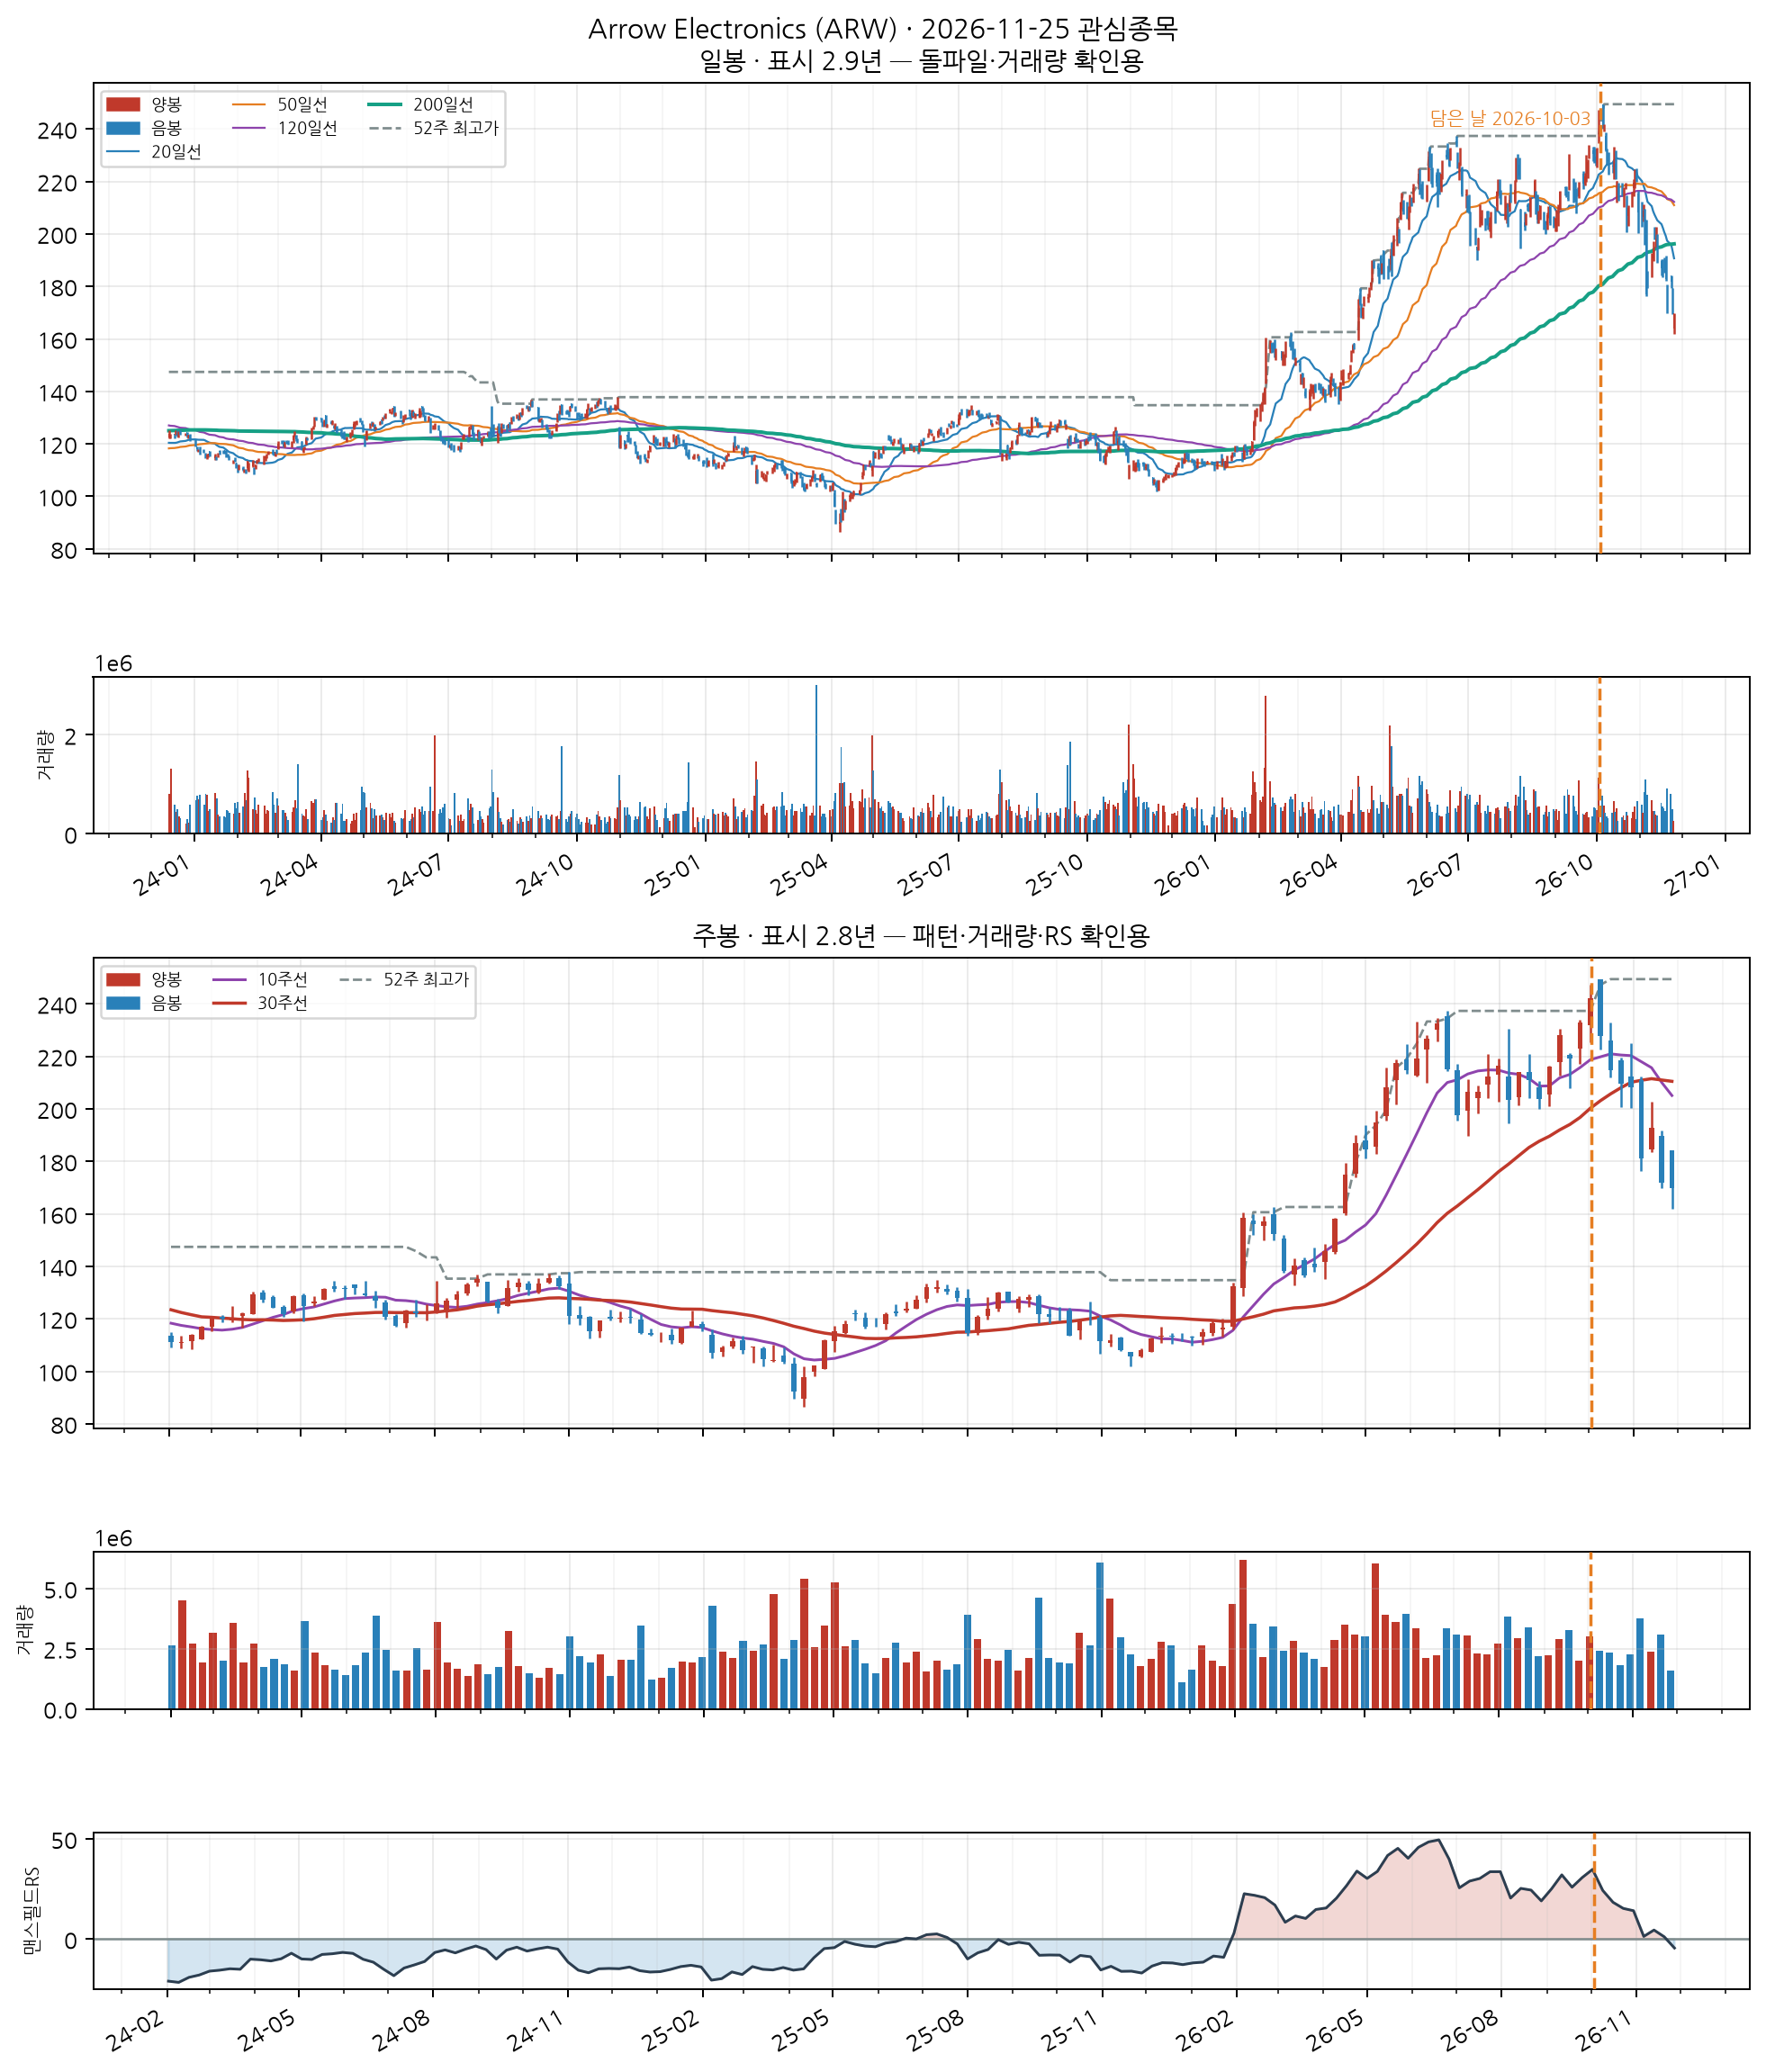 Arrow Electronics (ARW) · 2026-11-25 관심종목
일봉 · 표시 2.9년 — 돌파일·거래량 확인용
양봉
음봉
20일선
50일선
120일선
200일선
52주 최고가
담은 날 2026-10-03
240
220
200
180
160
140
120
100
80
1e6
거래량
2
0
24-01
24-04
24-07
24-10
25-01
25-04
25-07
25-10
26-01
26-04
26-07
26-10
27-01
주봉 · 표시 2.8년 — 패턴·거래량·RS 확인용
양봉
음봉
10주선
30주선
52주 최고가
240
220
200
180
160
140
120
100
80
1e6
거래량
5.0
2.5
0.0
맨스필드RS
50
0
24-02
24-05
24-08
24-11
25-02
25-05
25-08
25-11
26-02
26-05
26-08
26-11